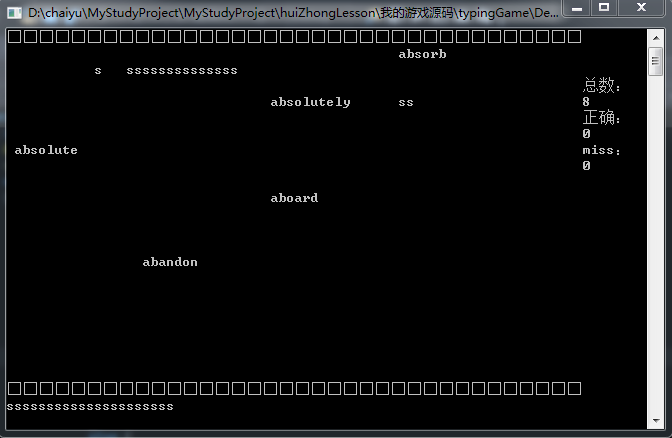 D:\chaiyu\MyStudyProject\MyStudyProject\huiZhongLesson\我的游戏源码\typingGame\De...
absorb
s ssssssssssssss
总数:
absolutely ss 8
正确:
0
absolute miss:
0
aboard
abandon
sssssssssssssssssssss